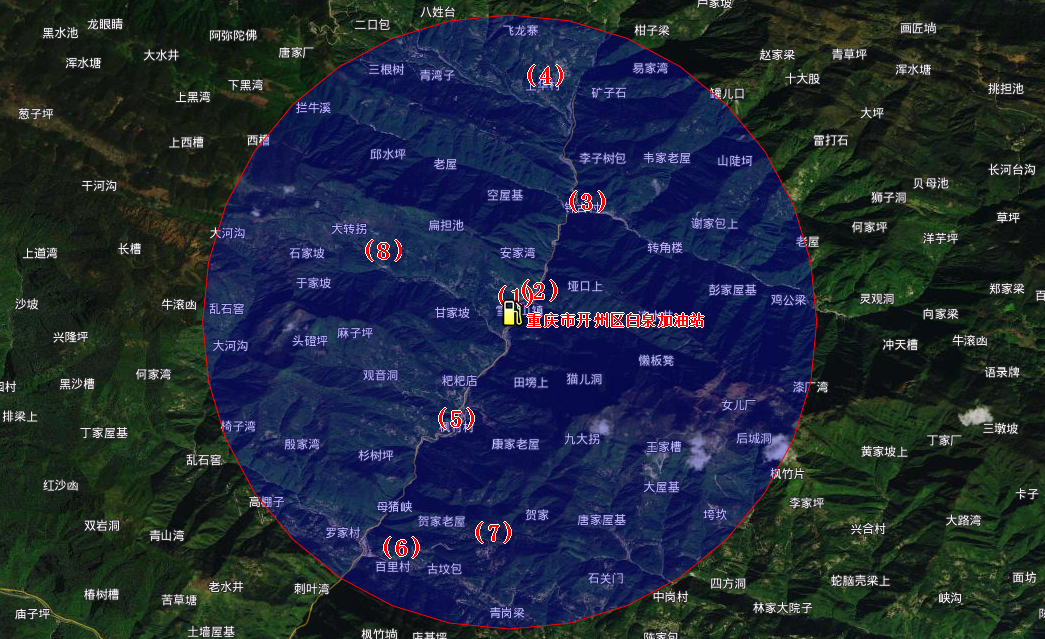 卢家坡
八姓台
龙眼睛
二口包
黑水池
阿弥陀佛
飞龙寨
柑子梁
画匠垴
大水井
唐家厂
浑水塘
三根树
青湾子
(4)
易家湾
赵家梁
青草坪
浑水塘
十大股
下黑湾
上黑湾
矿子石
罐儿口
挑担池
葱子坪
拦牛溪
大坪
上西槽
西槽
雷打石
邱水坪
老屋
李子树包
韦家老屋
山陡坷
长河台沟
干河沟
空屋基
(3)
贝母池
狮子洞
大河沟
大转拐
扁担池
谢家包上
何家坪
草坪
洋芋坪
老屋
上道湾
长槽
石家坡
(8)
安家湾
转角楼
于家坡
(1)
(2)
垭口上
彭家屋基
鸡公梁
灵观洞
郑家梁
沙坡
牛滚凼
乱石窖
甘家坡
重庆市开州区白泉加油站
向家梁
兴隆坪
大河沟
头磴坪
麻子坪
冲天槽
牛滚凼
懒板凳
黑沙槽
何家湾
观音洞
粑粑店
田塝上
猫儿洞
漆厂湾
语录牌
排梁上
女儿厂
(5)
椅子湾
丁家屋基
殷家湾
康家老屋
九大拐
王家槽
后城洞
三墩坡
丁家厂
黄家坡上
乱石窖
杉树坪
枫竹片
红沙凼
大屋基
卡子
高棚子
母猪峡
李家坪
双岩洞
贺家老屋
贺家
唐家屋基
垮坎
大路湾
青山湾
罗家村
(7)
兴合村
(6)
百里村
古坟包
石关门
四方洞
蛇脑壳梁上
面坊
老水井
刺叶湾
椿树槽
苦草塘
中岗村
峡沟
庙子坪
青岗梁
林家大院子
土墙屋基
枫竹垴
店基坪
陈家包